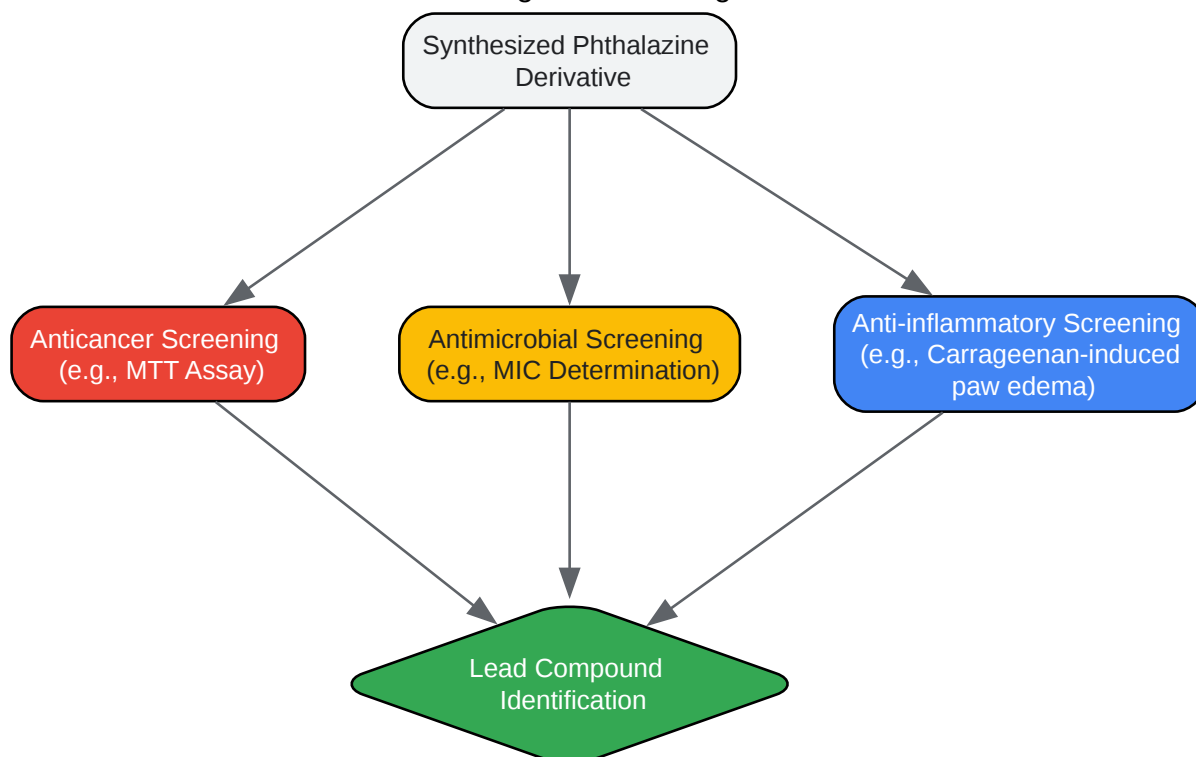 Synthesized Phthalazine
Derivative
Anticancer Screening
(e.g., MTT Assay)
Antimicrobial Screening
(e.g., MIC Determination)
Anti-inflammatory Screening
(e.g., Carrageenan-induced
paw edema)
Lead Compound
Identification